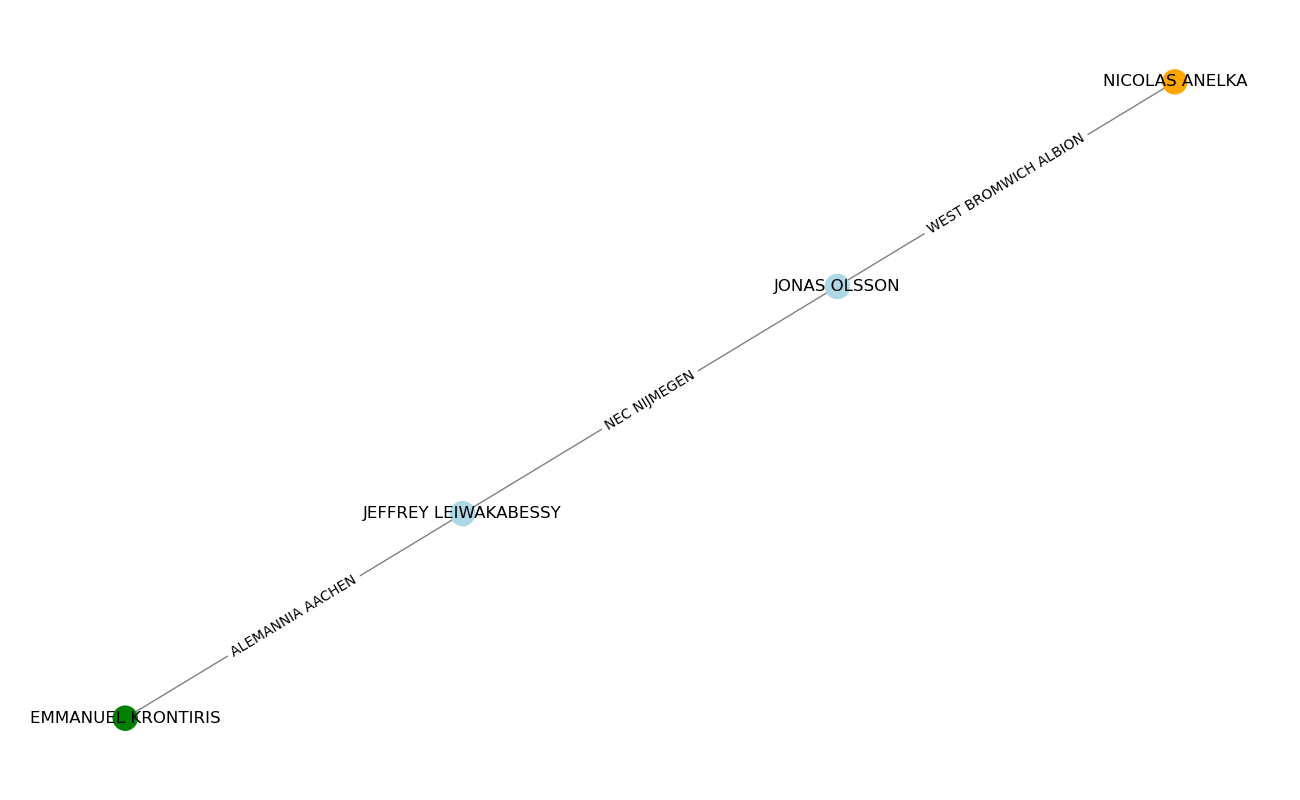 NICOLAS ANELKA
WEST BROMWICH ALBION
JONAS OLSSON
NEC NIJMEGEN
JEFFREY LEIWAKABESSY
ALEMANNIA AACHEN
EMMANUEL KRONTIRIS